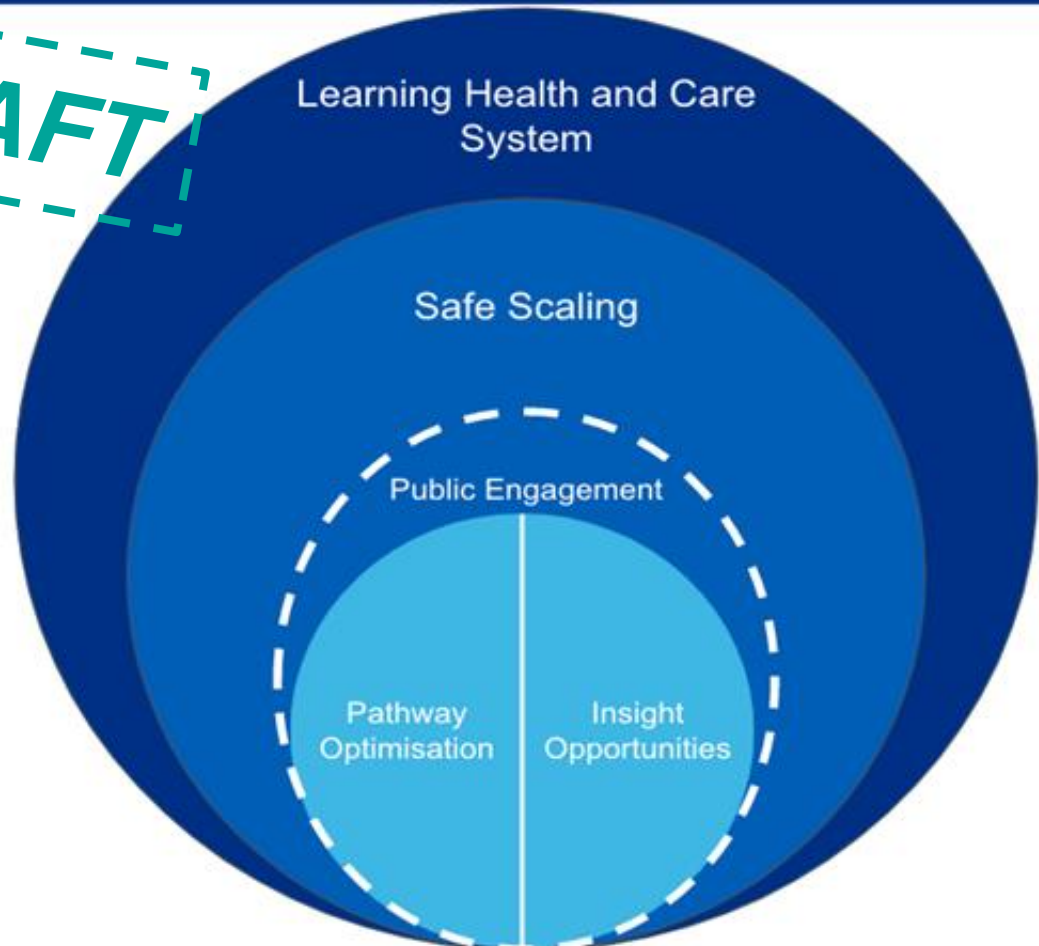 AFT
Learning Health and Care
System
Safe Scaling
Public Engagement
Pathway
Optimisation
Insight
Opportunities